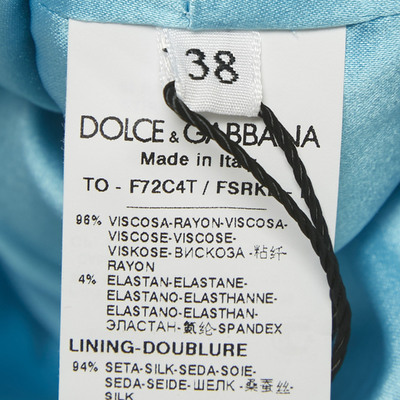 38
DOLCE & GABBANA
Made in Italy
TO - F72C4T / FSRK
96% VISCOSA-RAYON-VISCOSA-
VISCOSE-VISCOSE-
VISKOSE-ВИСКОЗА -粘纤-
RAYON
4% ELASTAN-ELASTANE-
ELASTANO-ELASTHANNE-
ELASTANO-ELASTHAN-
ЭЛАСТАН-氨纶-SPANDEX
LINING-DOUBLURE
94% SETA-SILK-SEDA-SOIE-
SEDA-SEIDE-ШЕЛК -桑蚕丝-
SILK